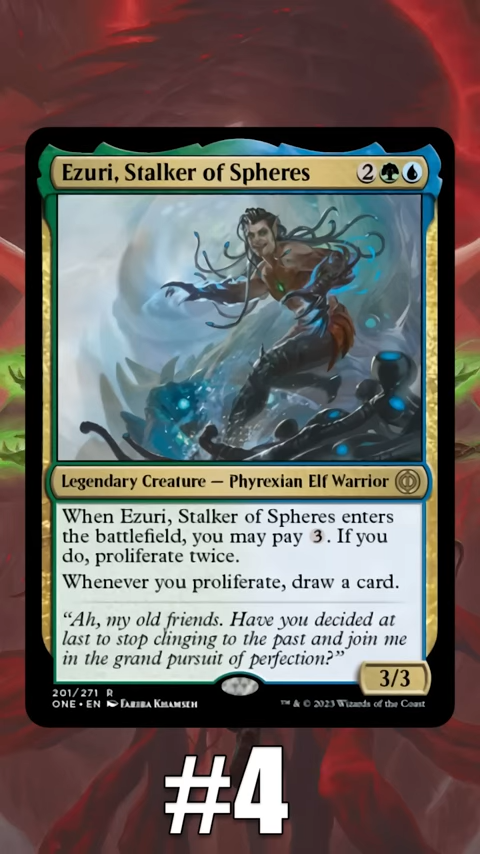 Ezuri, Stalker of Spheres 2
Legendary Creature — Phyrexian Elf Warrior
When Ezuri, Stalker of Spheres enters
the battlefield, you may pay 3. If you
do, proliferate twice.
Whenever you proliferate, draw a card.
“Ah, my old friends. Have you decided at
last to stop clinging to the past and join me
in the grand pursuit of perfection?”
3/3
201/271 R
ONE • EN Fariba Khamseh
™ & © 2023 Wizards of the Coast
#4